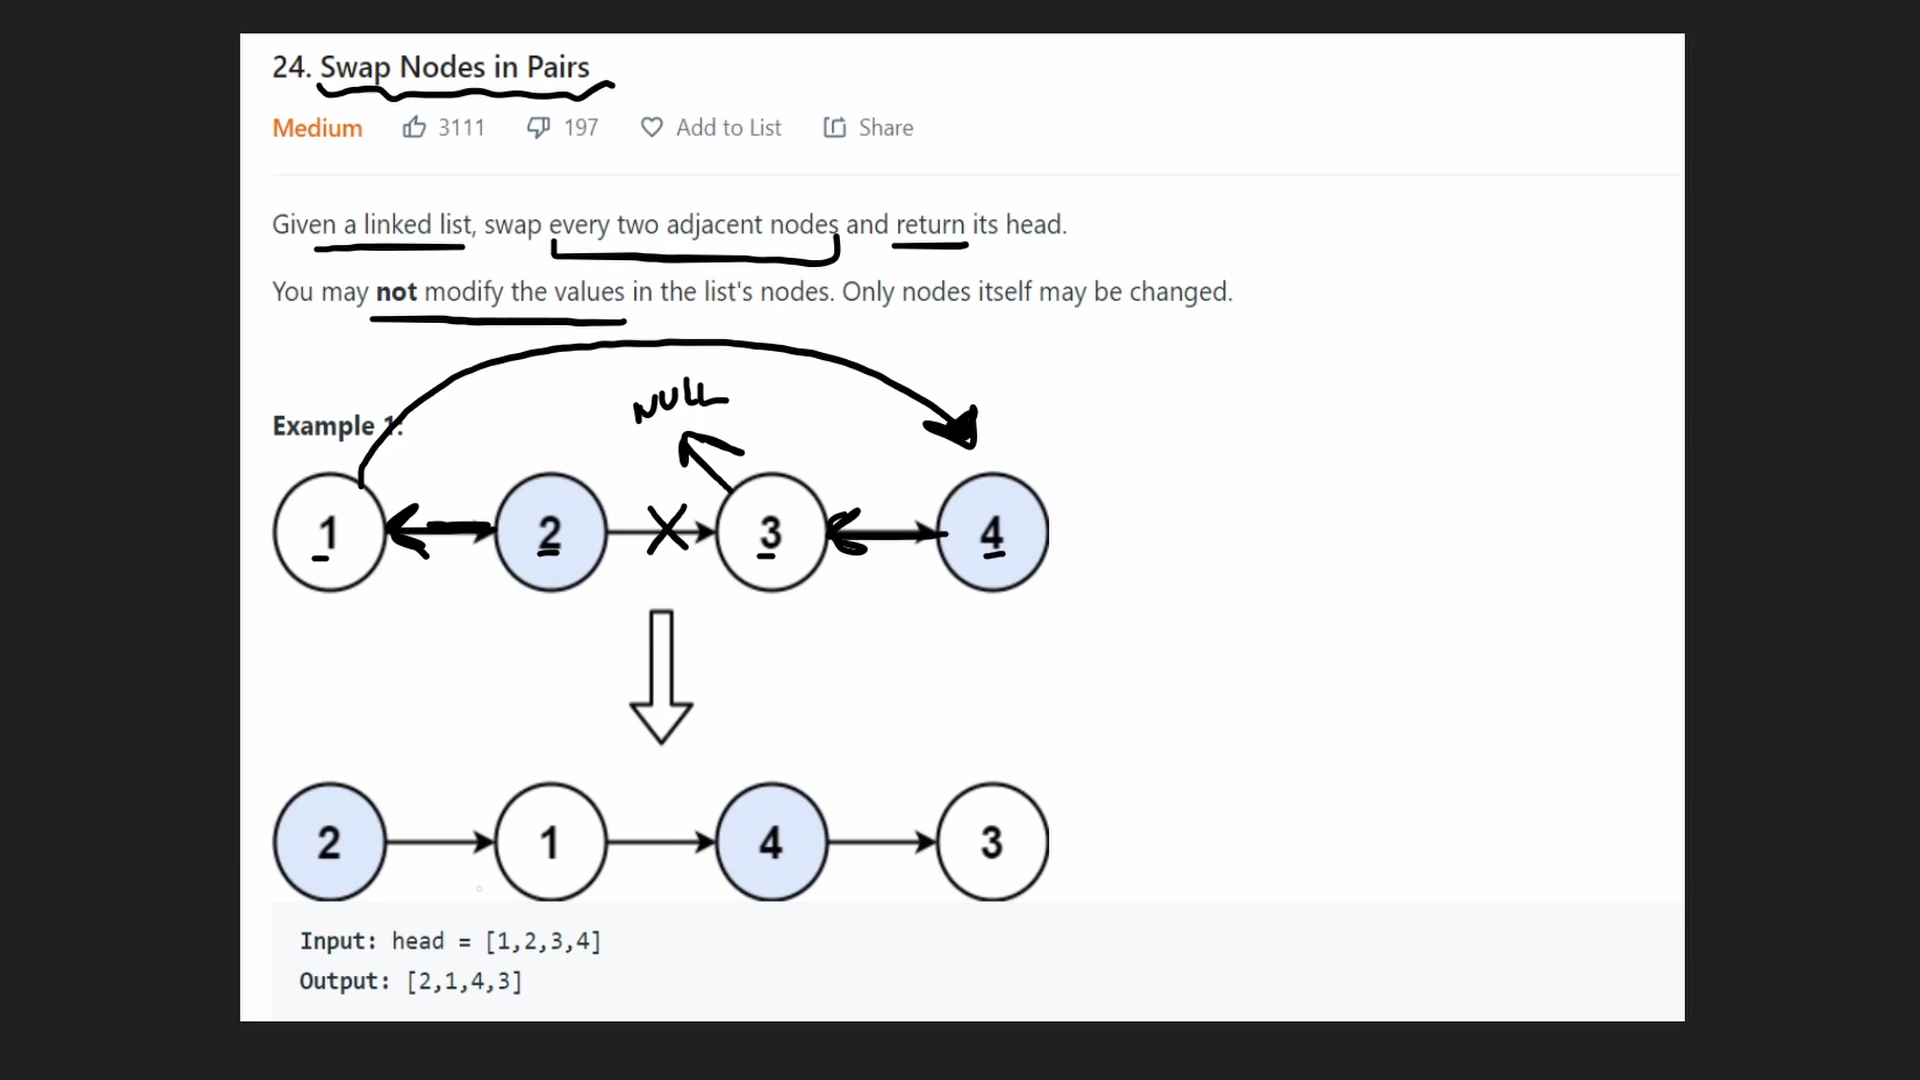 24. Swap Nodes in Pairs
Medium 3111 197 Add to List Share
Given a linked list, swap every two adjacent nodes and return its head.
You may not modify the values in the list's nodes. Only nodes itself may be changed.
NULL
Example 1:
1 2 3 4
2 1 4 3
Input: head = [1,2,3,4]
Output: [2,1,4,3]